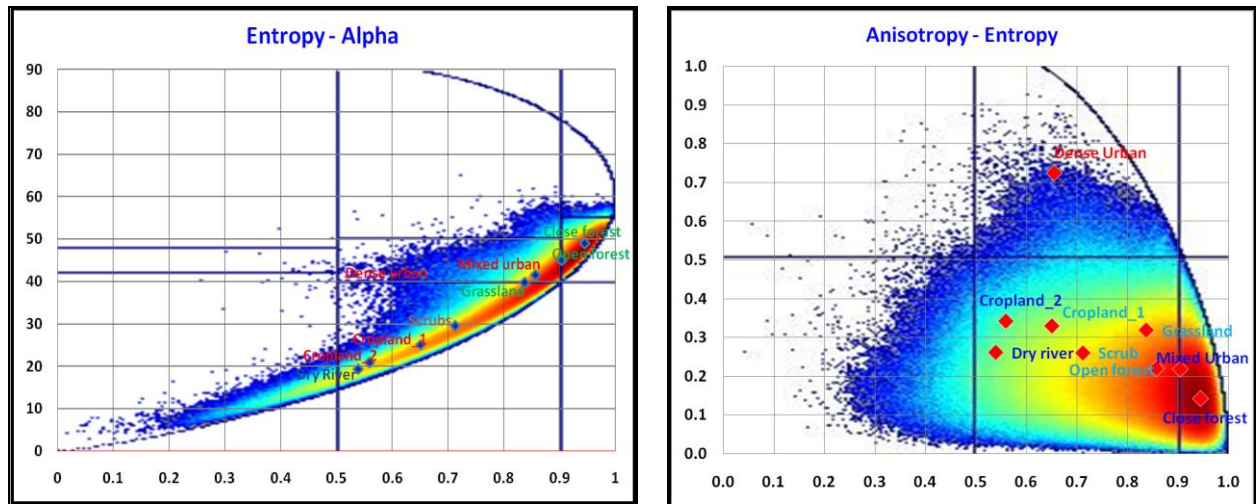 Entropy - Alpha
90
80
70
60
50
40
30
20
10
0
Close forest
Open forest
Mixed urban
Dense urban
Grassland
Scrubs
Cropland_1
Cropland_2
Dry River
0 0.1 0.2 0.3 0.4 0.5 0.6 0.7 0.8 0.9 1
Anisotropy - Entropy
1.0
0.9
0.8
0.7
0.6
0.5
0.4
0.3
0.2
0.1
0.0
Dense Urban
Cropland_2
Cropland_1
Grassland
Dry river Scrub Mixed Urban
Open forest
Close forest
0.0 0.1 0.2 0.3 0.4 0.5 0.6 0.7 0.8 0.9 1.0